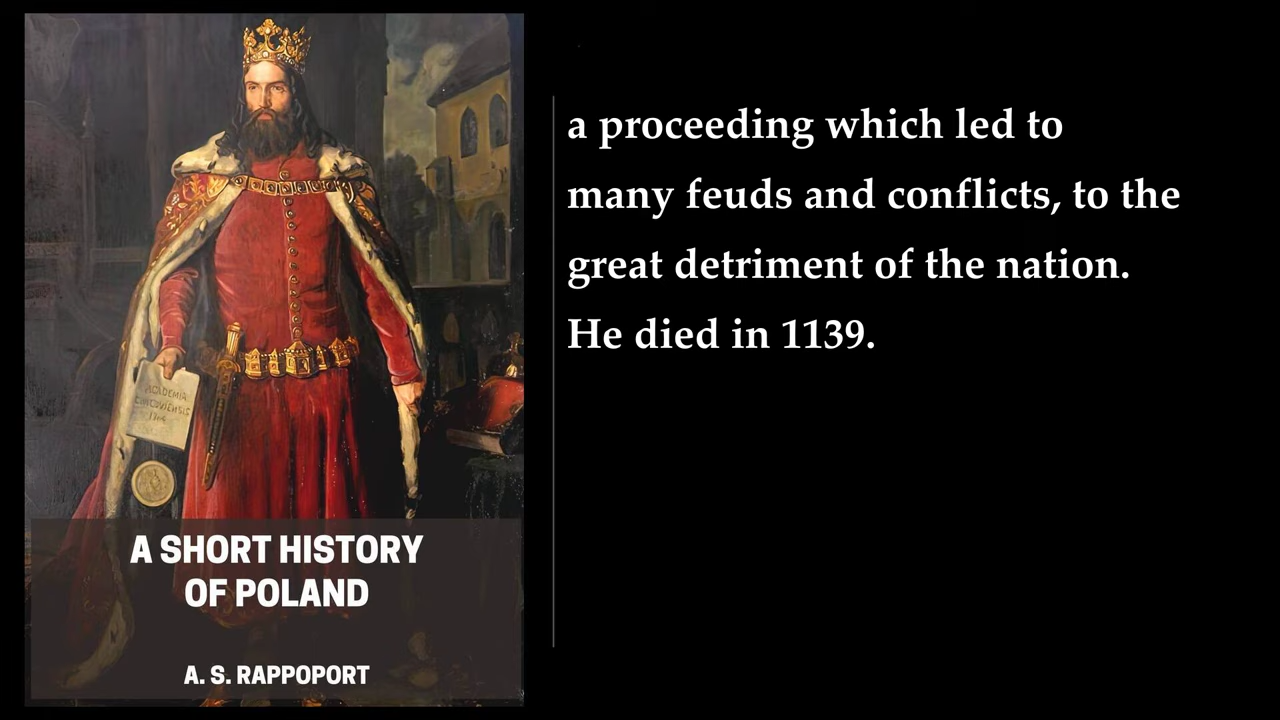 a proceeding which led to
many feuds and conflicts, to the
great detriment of the nation.
He died in 1139.
ACADEMIA
A SHORT HISTORY
OF POLAND
A. S. RAPPOPORT